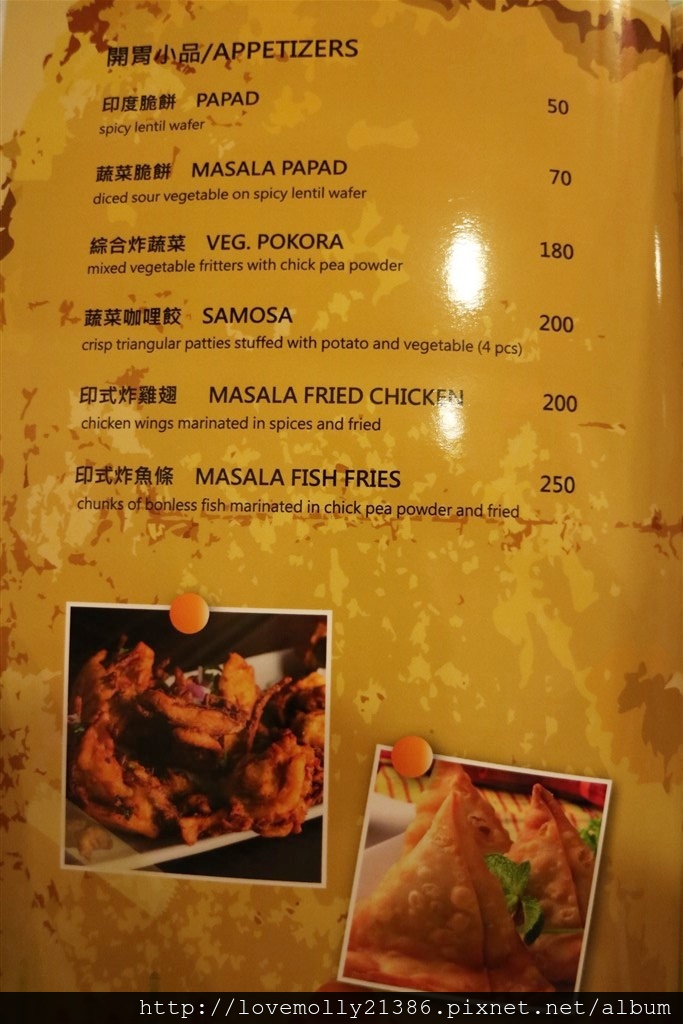 開胃小品/APPETIZERS
印度脆餅 PAPAD 50
spicy lentil wafer
蔬菜脆餅 MASALA PAPAD 70
diced sour vegetable on spicy lentil wafer
綜合炸蔬菜 VEG. POKORA 180
mixed vegetable fritters with chick pea powder
蔬菜咖哩餃 SAMOSA 200
crisp triangular patties stuffed with potato and vegetable (4 pcs)
印式炸雞翅 MASALA FRIED CHICKEN 200
chicken wings marinated in spices and fried
印式炸魚條 MASALA FISH FRIES 250
chunks of bonless fish marinated in chick pea powder and fried
http://lovemolly21386.pixnet.net/album